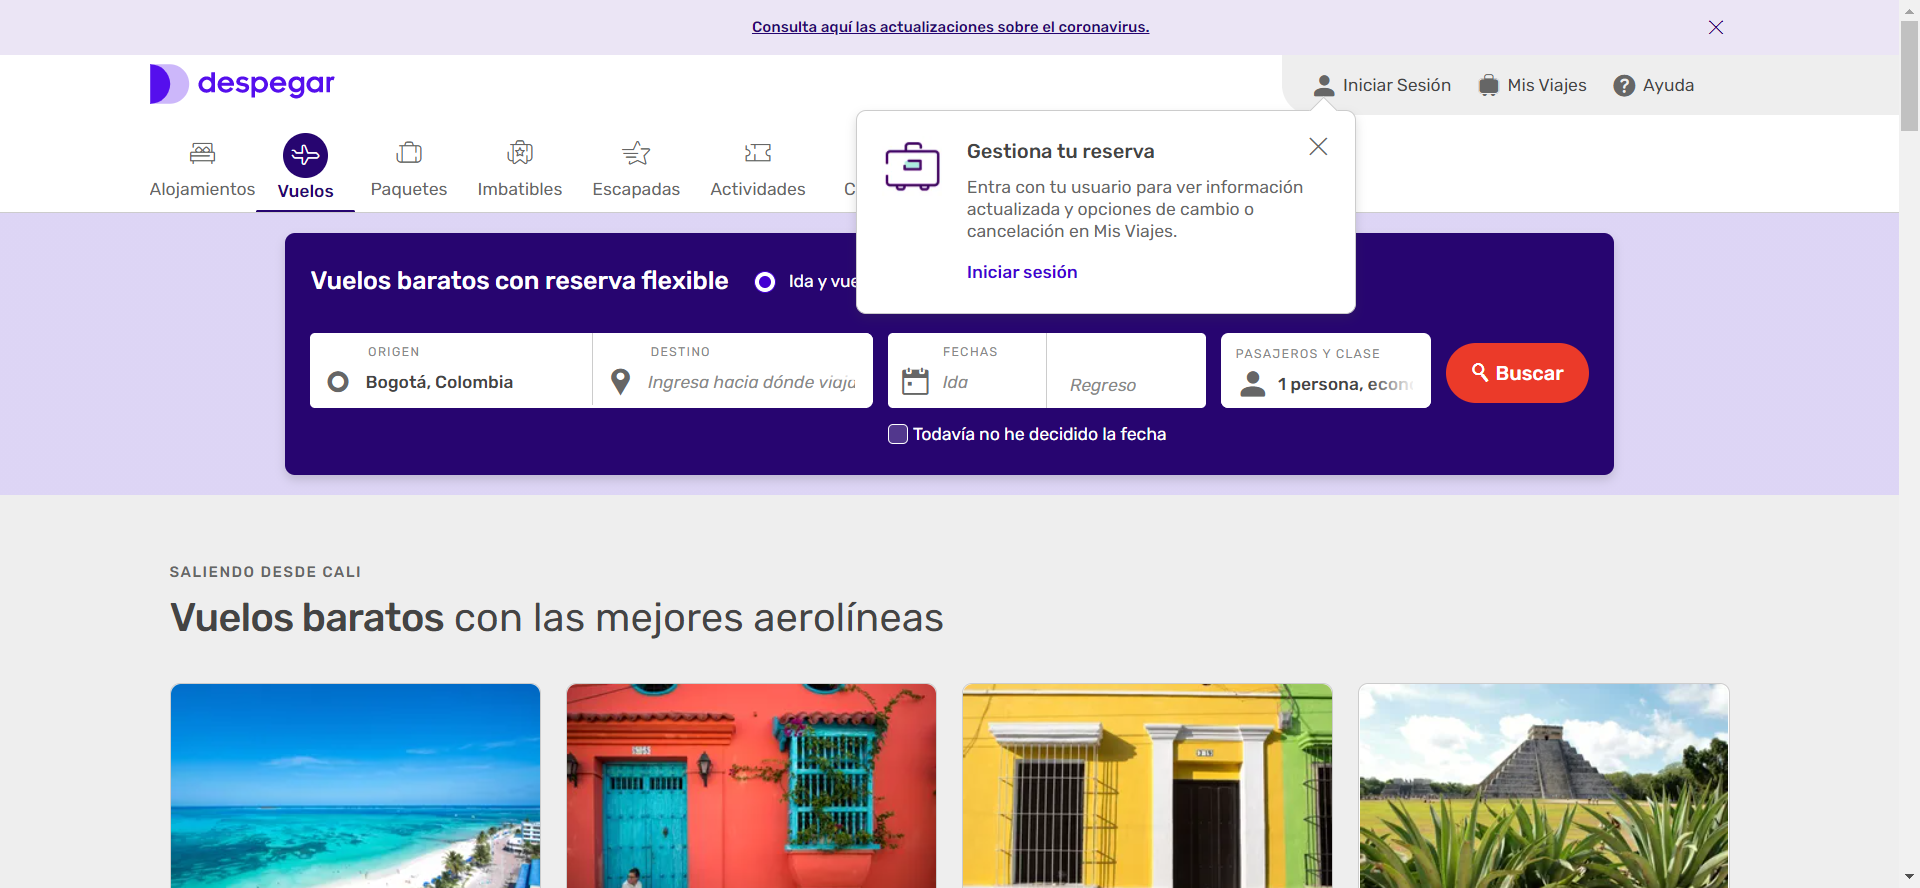 Consulta aquí las actualizaciones sobre el coronavirus.
despegar
Iniciar Sesión
Mis Viajes
? Ayuda
Alojamientos
Vuelos
Paquetes
Imbatibles
Escapadas
Actividades
C
Gestiona tu reserva
Entra con tu usuario para ver información
actualizada y opciones de cambio o
cancelación en Mis Viajes.
Iniciar sesión
Vuelos baratos con reserva flexible
Ida y vue
ORIGEN
Bogotá, Colombia
DESTINO
Ingresa hacia dónde viaja
FECHAS
Ida
Regreso
PASAJEROS Y CLASE
1 persona, econ
Buscar
Todavía no he decidido la fecha
SALIENDO DESDE CALI
Vuelos baratos con las mejores aerolíneas